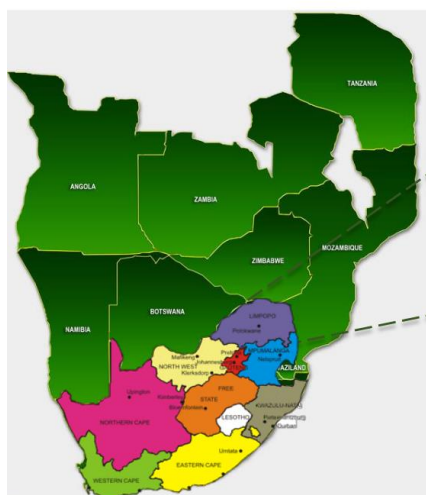 TANZANIA
ANGOLA
ZAMBIA
MOZAMBIQUE
ZIMBABWE
BOTSWANA
NAMIBIA
LIMPOPO
Polokwane
MPUMALANGA
Nelspruit
Mafikeng
NORTH WEST
Klerksdorp
AZILAND
FREE
STATE
Upington
Kimberley
Bloemfontein
KWAZULU-NATAL
LESOTHO
Durban
NORTHERN CAPE
Umtata
EASTERN CAPE
WESTERN CAPE